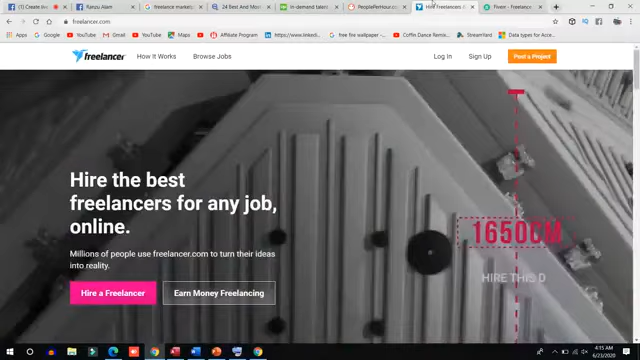 (1) Create li
Ranzu Alam
freelance market
24 Best And Mo
In-demand talent
PeoplePerHour.c
Hire Freelancers &
Fiverr - Freelance
freelancer.com
Apps
G Google
Gmail
Google
YouTube
Maps
Affiliate Program
https://www.linkedi...
free fire wallpaper -...
Coffin Dance Remix...
StreamYard
Data types for Acce...
freelancer
How It Works
Browse Jobs
Log In
Sign Up
Post a Project
Hire the best
freelancers for any job,
online.
Millions of people use freelancer.com to turn their ideas
into reality.
Hire a Freelancer
Earn Money Freelancing
1650CM
HIRE THIS D
4:15 AM
6/23/2020